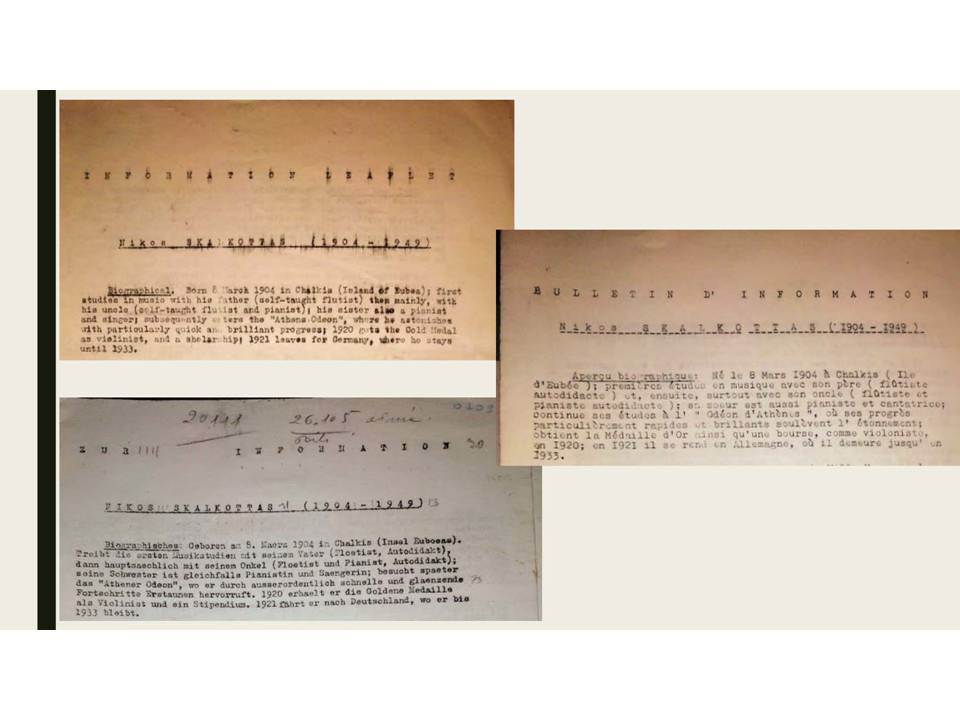 INFORMATION LEAFLET
Nikos SKALKOTTAS (1904-1949)
Biographical. Born 8 March 1904 in Chalkis (Island of Eubea); first
studies in music with his father (self-taught flutist) then mainly, with
his uncle (self-taught flutist and pianist); his sister also a pianist
and singer; subsequently enters the "Athens Odeon", where he astonishes
with particularly quick and brilliant progress; 1920 gets the Gold Medal
as violinist, and a sholarship; 1921 leaves for Germany, where he stays
until 1933.
BULLETIN D' INFORMATION
Nikos SKALKOTTAS (1904-1949)
Aperçu biographique: Né le 8 Mars 1904 à Chalkis ( Ile
d'Eubée ); premières études en musique avec son père ( flûtiste
autodidacte ) et, ensuite, surtout avec son oncle ( flûtiste et
pianiste autodidacte ); sa soeur est aussi pianiste et cantatrice;
continue ses études à l' " Odéon d'Athènes ", où ses progrès
particulièrement rapides et brillants soulèvent l' étonnement;
obtient la Médaille d'Or ainsi qu'une bourse, comme violoniste,
en 1920; en 1921 il se rend en Allemagne, où il demeure jusqu' en
1933.
20111 26.105
ZUR INFORMATION 30
NIKOS SKALKOTTAS (1904-1949)
Biographisches: Geboren am 8. Maerz 1904 in Chalkis (Insel Euboeas).
Treibt die ersten Musikstudien mit seinem Vater (Floetist, Autodidakt),
dann hauptsaechlich mit seinem Onkel (Floetist und Pianist, Autodidakt);
seine Schwester ist gleichfalls Pianistin und Saengerin; besucht spaeter
das "Athener Odeon", wo er durch ausserordentlich schnelle und glaenzende
Fortschritte Erstaunen hervorruft. 1920 erhaelt er die Goldene Medaille
als Violinist und ein Stipendium. 1921 fährt er nach Deutschland, wo er bis
1933 bleibt.